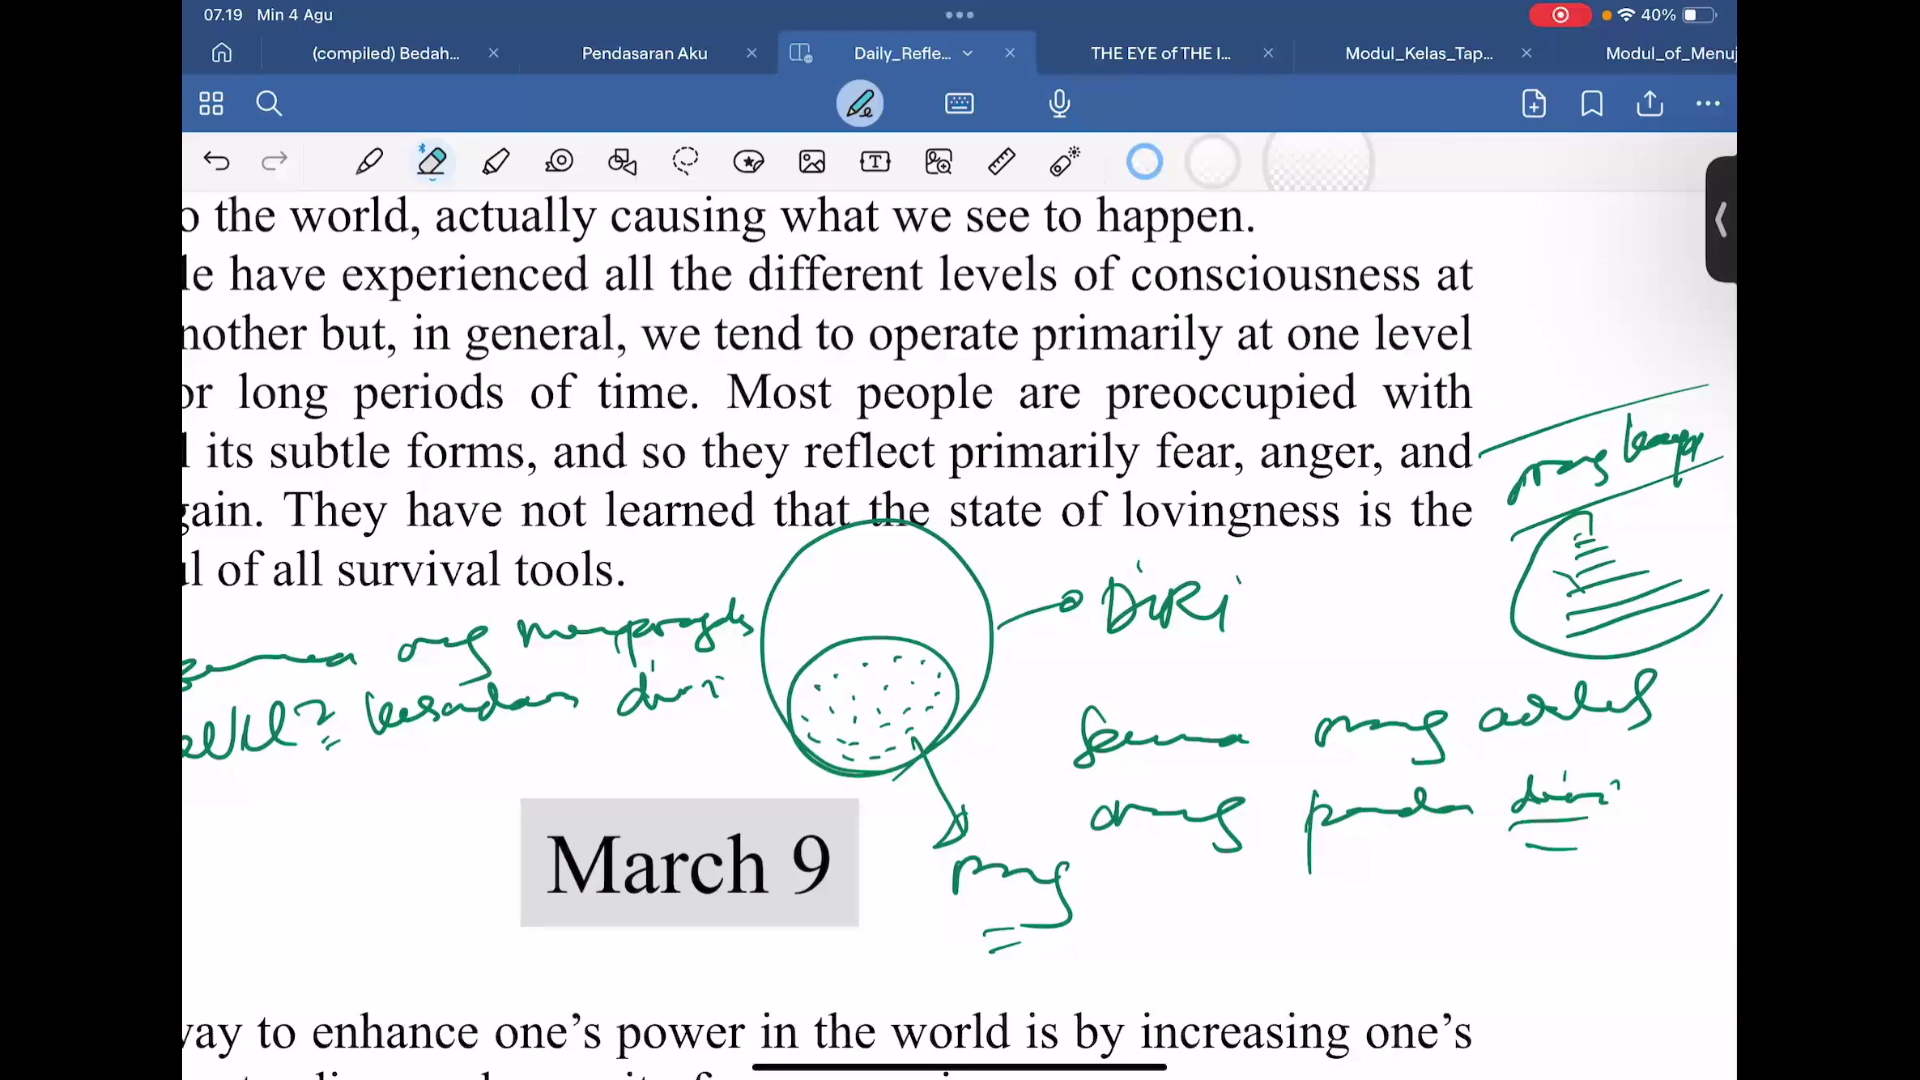 07.19 Min 4 Agu
40%
(compiled) Bedah...
Pendasaran Aku
Daily_Refle...
THE EYE of THE I...
Modul_Kelas_Tap...
Modul_of_Menuj
o the world, actually causing what we see to happen.
le have experienced all the different levels of consciousness at
nother but, in general, we tend to operate primarily at one level
or long periods of time. Most people are preoccupied with
l its subtle forms, and so they reflect primarily fear, anger, and
gain. They have not learned that the state of lovingness is the
ul of all survival tools.
DiRi
semua orang
kesadaran diri
semua orang adalah
orang pada diri
orang
March 9
way to enhance one's power in the world is by increasing one's